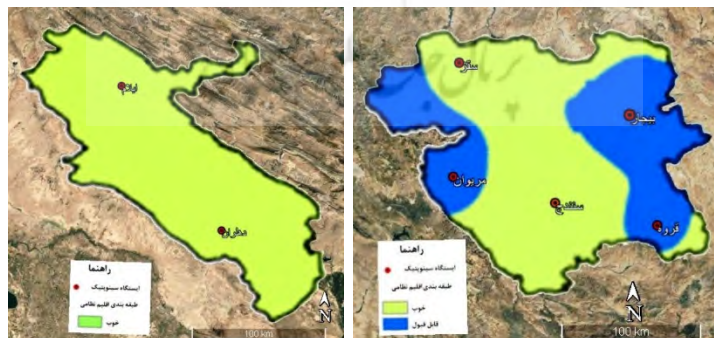 ایلام
دهلران
راهنما
ایستگاه سینوپتیک
طبقه بندی اقلیم نظامی
خوب
100 km
N
سقز
بیجار
مریوان
سنندج
قروه
راهنما
ایستگاه سینوپتیک
طبقه بندی اقلیم نظامی
خوب
قابل قبول
100 km
N